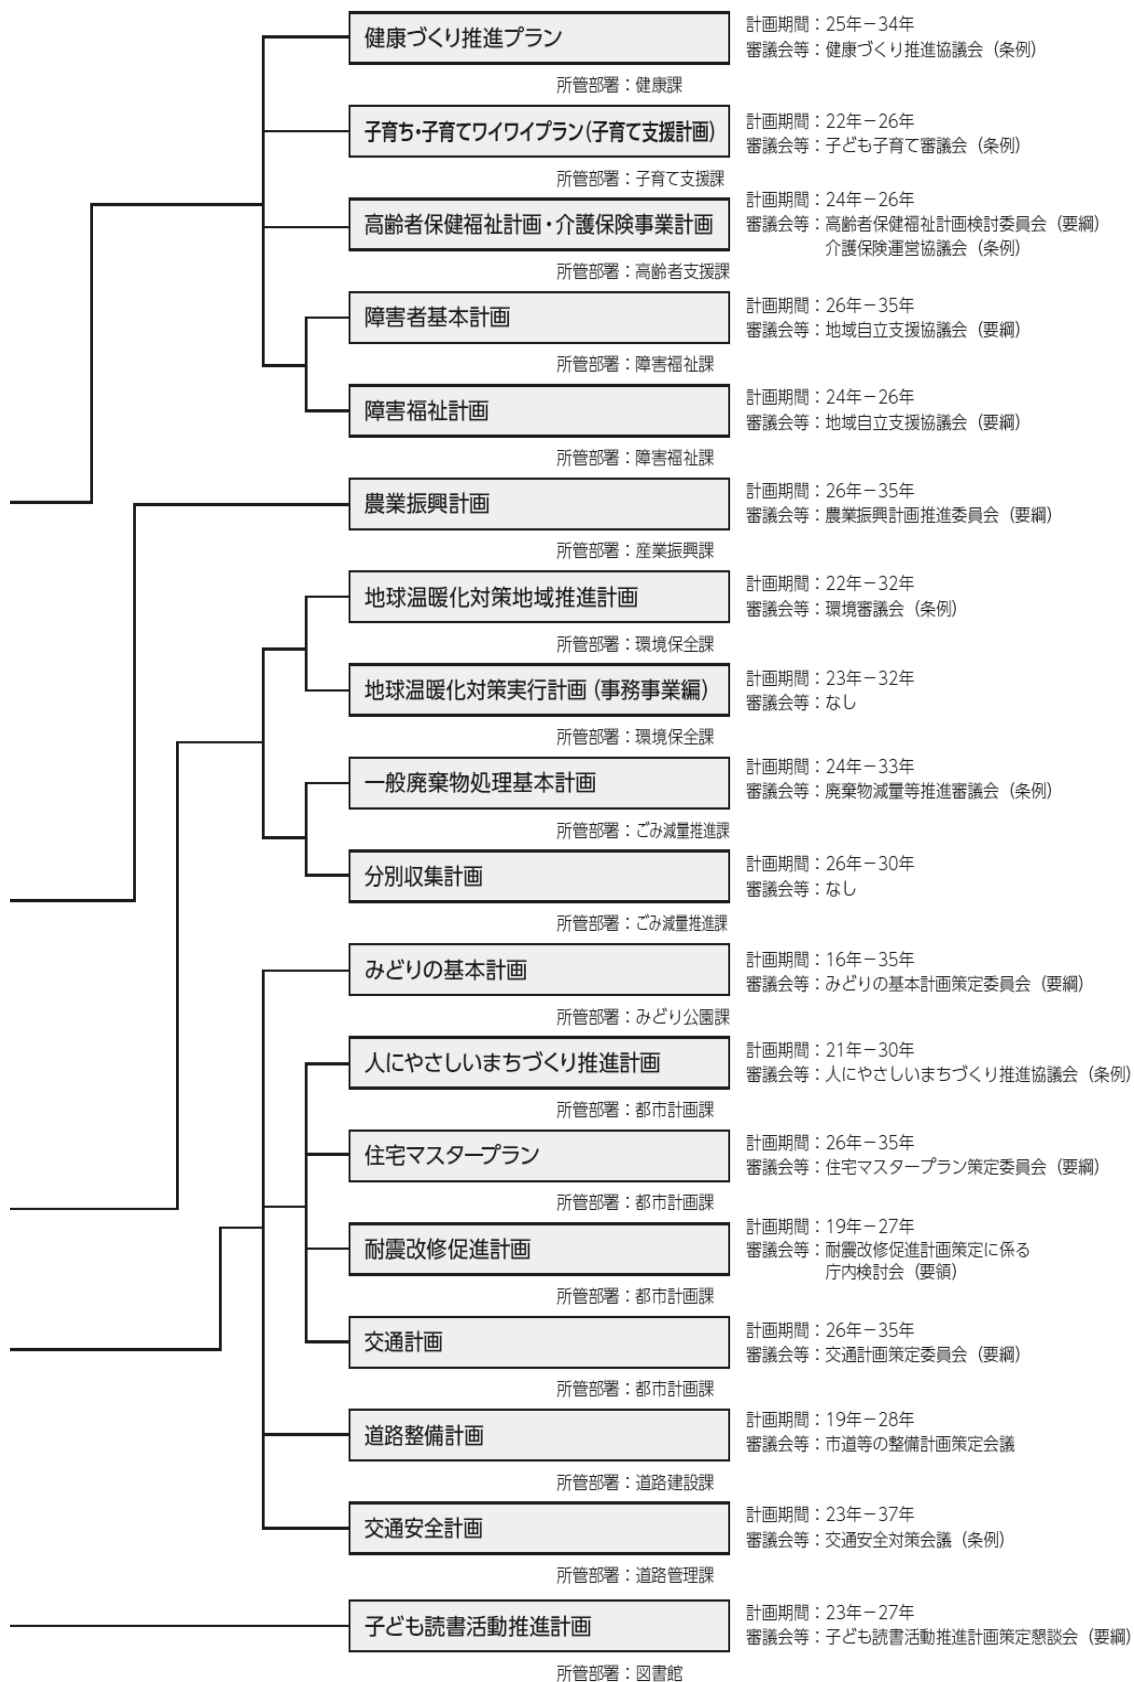 健康づくり推進プラン
計画期間：25年－34年
審議会等：健康づくり推進協議会（条例）
所管部署：健康課
子育ち・子育てワイワイプラン（子育て支援計画）
計画期間：22年－26年
審議会等：子ども子育て審議会（条例）
所管部署：子育て支援課
高齢者保健福祉計画・介護保険事業計画
計画期間：24年－26年
審議会等：高齢者保健福祉計画検討委員会（要綱）
介護保険運営協議会（条例）
所管部署：高齢者支援課
障害者基本計画
計画期間：26年－35年
審議会等：地域自立支援協議会（要綱）
所管部署：障害福祉課
障害福祉計画
計画期間：24年－26年
審議会等：地域自立支援協議会（要綱）
所管部署：障害福祉課
農業振興計画
計画期間：26年－35年
審議会等：農業振興計画推進委員会（要綱）
所管部署：産業振興課
地球温暖化対策地域推進計画
計画期間：22年－32年
審議会等：環境審議会（条例）
所管部署：環境保全課
地球温暖化対策実行計画（事務事業編）
計画期間：23年－32年
審議会等：なし
所管部署：環境保全課
一般廃棄物処理基本計画
計画期間：24年－33年
審議会等：廃棄物減量等推進審議会（条例）
所管部署：ごみ減量推進課
分別収集計画
計画期間：26年－30年
審議会等：なし
所管部署：ごみ減量推進課
みどりの基本計画
計画期間：16年－35年
審議会等：みどりの基本計画策定委員会（要綱）
所管部署：みどり公園課
人にやさしいまちづくり推進計画
計画期間：21年－30年
審議会等：人にやさしいまちづくり推進協議会（条例）
所管部署：都市計画課
住宅マスタープラン
計画期間：26年－35年
審議会等：住宅マスタープラン策定委員会（要綱）
所管部署：都市計画課
耐震改修促進計画
計画期間：19年－27年
審議会等：耐震改修促進計画策定に係る
庁内検討会（要領）
所管部署：都市計画課
交通計画
計画期間：26年－35年
審議会等：交通計画策定委員会（要綱）
所管部署：都市計画課
道路整備計画
計画期間：19年－28年
審議会等：市道等の整備計画策定会議
所管部署：道路建設課
交通安全計画
計画期間：23年－37年
審議会等：交通安全対策会議（条例）
所管部署：道路管理課
子ども読書活動推進計画
計画期間：23年－27年
審議会等：子ども読書活動推進計画策定懇談会（要綱）
所管部署：図書館